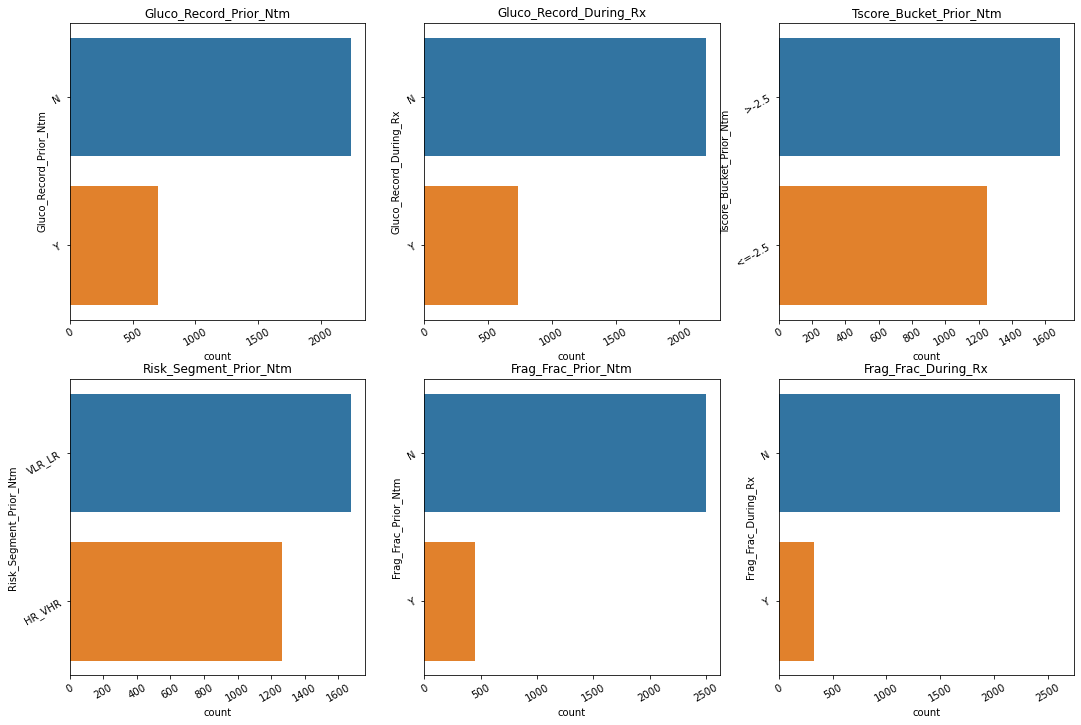 Gluco_Record_Prior_Ntm
Gluco_Record_Prior_Ntm
N
Y
0 500 1000 1500 2000
count
Gluco_Record_During_Rx
Gluco_Record_During_Rx
N
Y
0 500 1000 1500 2000
count
Tscore_Bucket_Prior_Ntm
Tscore_Bucket_Prior_Ntm
>-2.5
<=-2.5
0 200 400 600 800 1000 1200 1400 1600
count
Risk_Segment_Prior_Ntm
Risk_Segment_Prior_Ntm
VLR_LR
HR_VHR
0 200 400 600 800 1000 1200 1400 1600
count
Frag_Frac_Prior_Ntm
Frag_Frac_Prior_Ntm
N
Y
0 500 1000 1500 2000 2500
count
Frag_Frac_During_Rx
Frag_Frac_During_Rx
N
Y
0 500 1000 1500 2000 2500
count